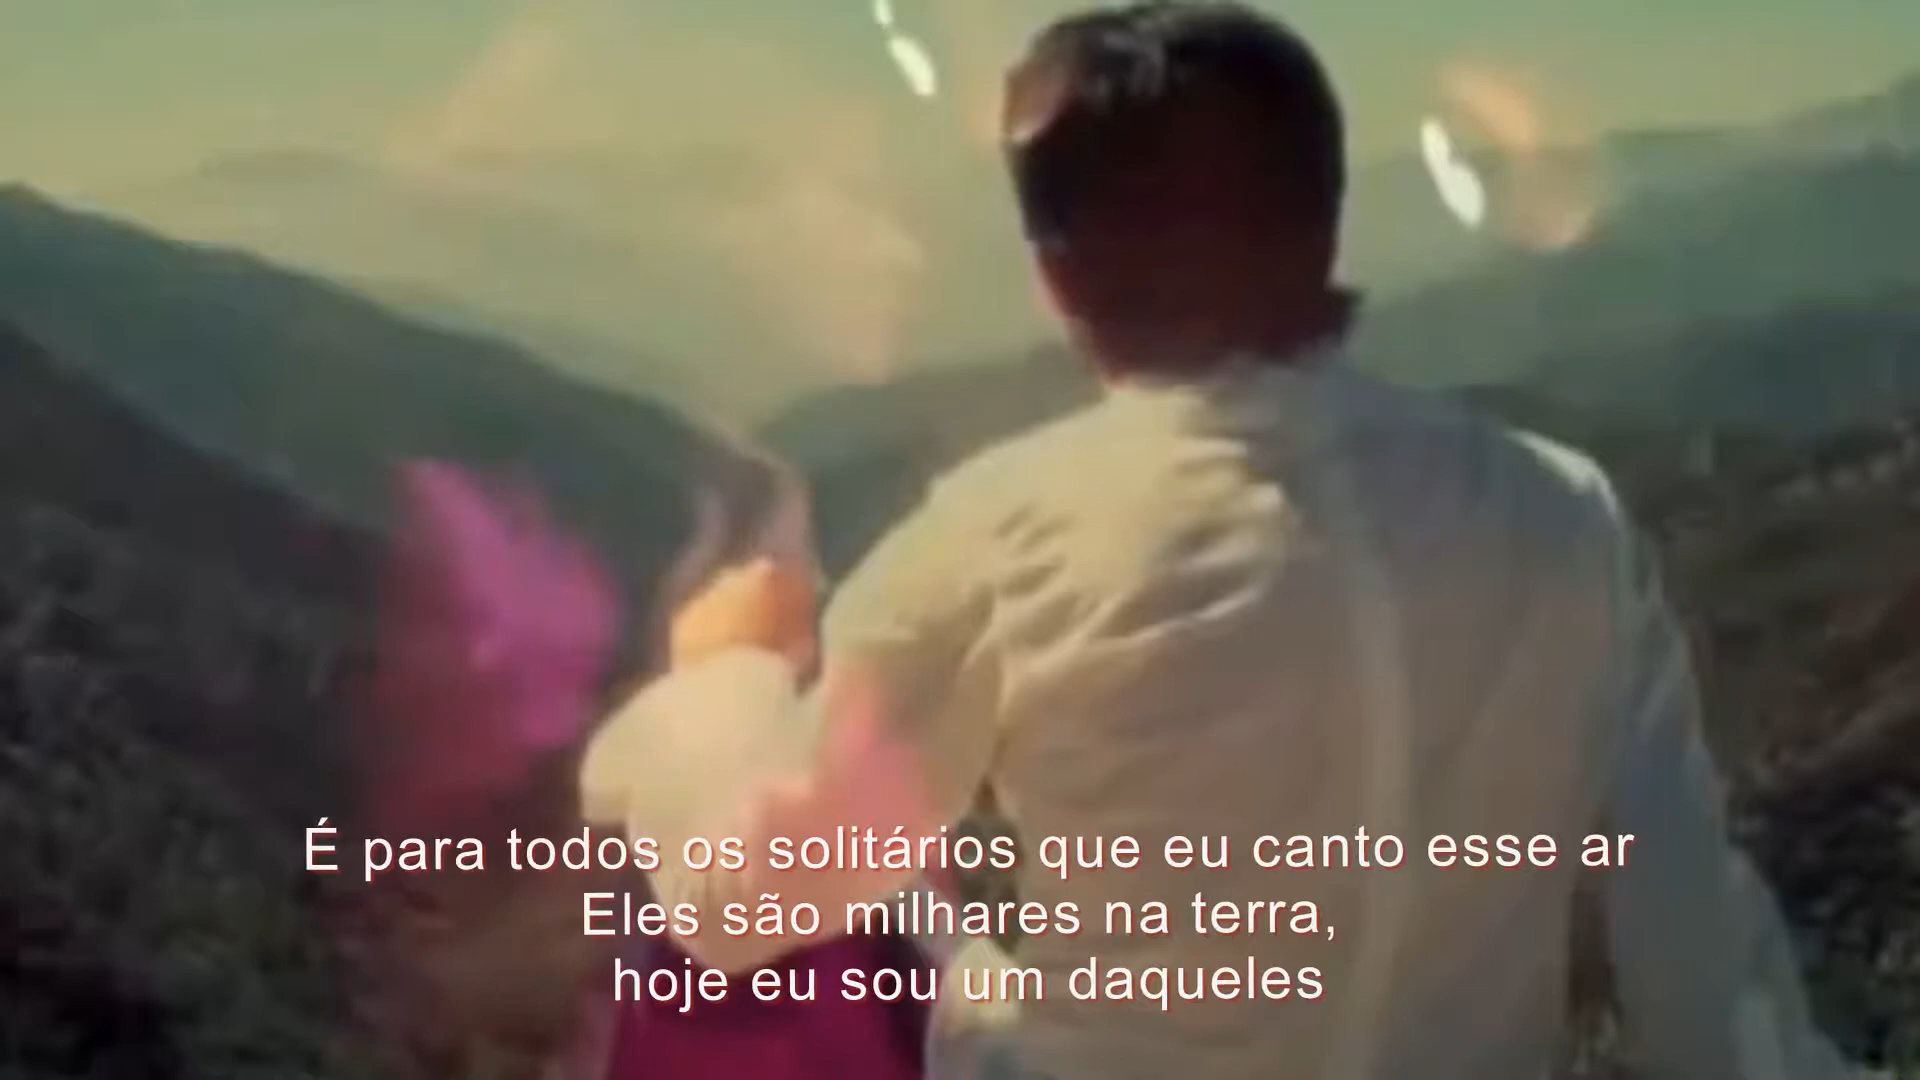 É para todos os solitários que eu canto esse ar
Eles são milhares na terra,
hoje eu sou um daqueles